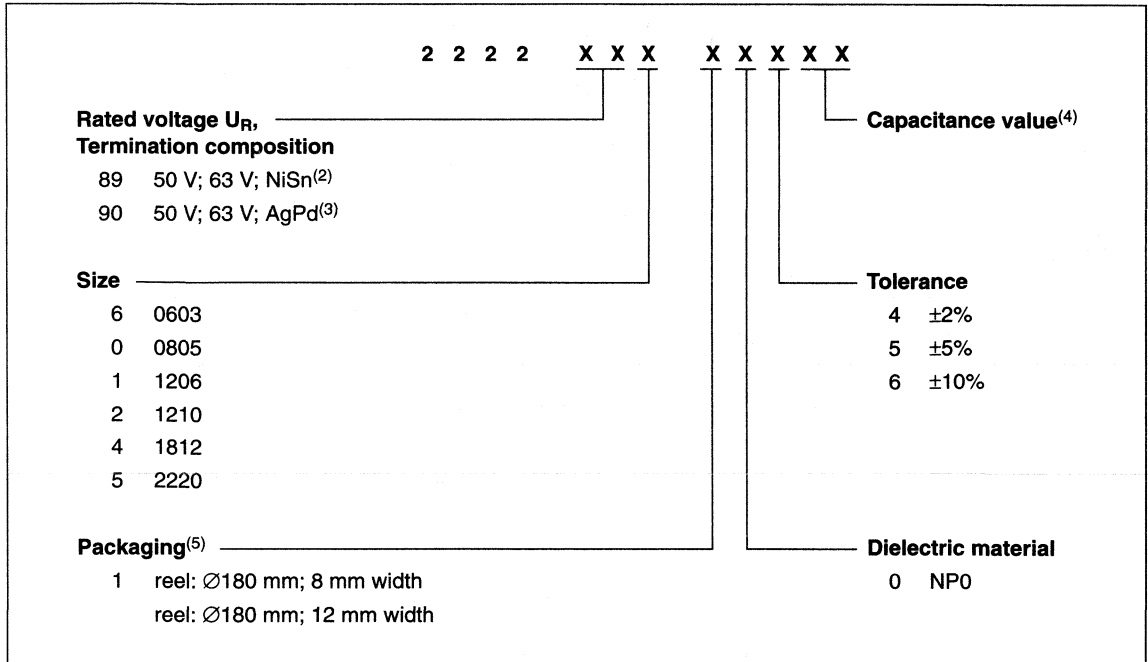 2 2 2 2 X X X X X X X X
Rated voltage UR,
Termination composition
89 50 V; 63 V; NiSn(2)
90 50 V; 63 V; AgPd(3)
Capacitance value(4)
Size
6 0603
0 0805
1 1206
2 1210
4 1812
5 2220
Tolerance
4 ±2%
5 ±5%
6 ±10%
Packaging(5)
1 reel: ∅180 mm; 8 mm width
reel: ∅180 mm; 12 mm width
Dielectric material
0 NP0